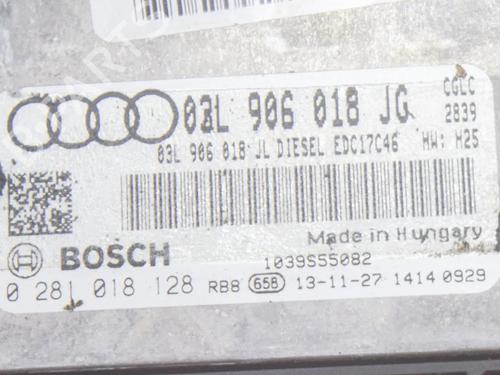 03L 906 018 JG CGLC
2839
03L 906 018 JL DIESEL EDC17C46 HW: H25
Made in Hungary
BOSCH 1039S55082
0 281 018 128 RB8 658 13-11-27 1414 0929